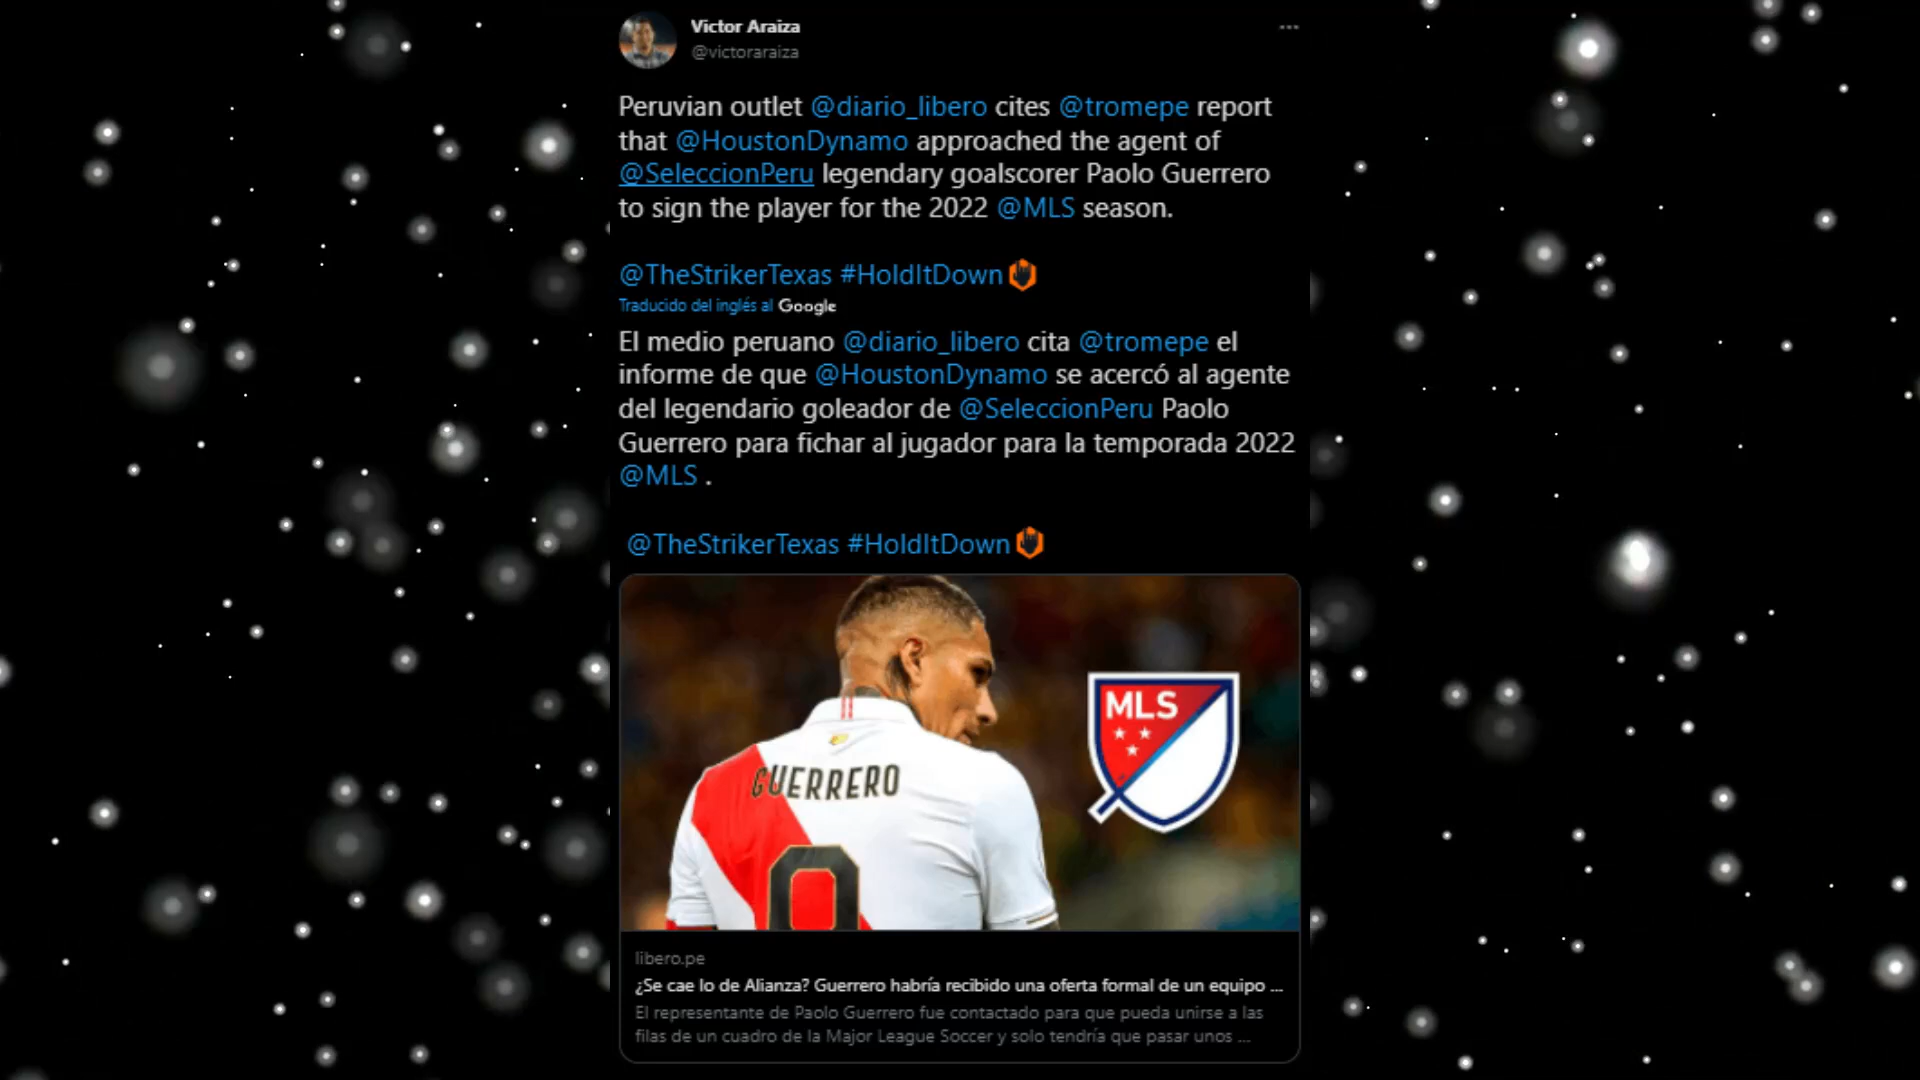 Victor Araiza
@victoraraiza
Peruvian outlet @diario_libero cites @tromepe report
that @HoustonDynamo approached the agent of
@SeleccionPeru legendary goalscorer Paolo Guerrero
to sign the player for the 2022 @MLS season.
@TheStrikerTexas #HoldItDown
Traducido del inglés al Google
El medio peruano @diario_libero cita @tromepe el
informe de que @HoustonDynamo se acercó al agente
del legendario goleador de @SeleccionPeru Paolo
Guerrero para fichar al jugador para la temporada 2022
@MLS .
@TheStrikerTexas #HoldItDown
MLS
GUERRERO
libero.pe
¿Se cae lo de Alianza? Guerrero habría recibido una oferta formal de un equipo ...
El representante de Paolo Guerrero fue contactado para que pueda unirse a las
filas de un cuadro de la Major League Soccer y solo tendría que pasar unos ...